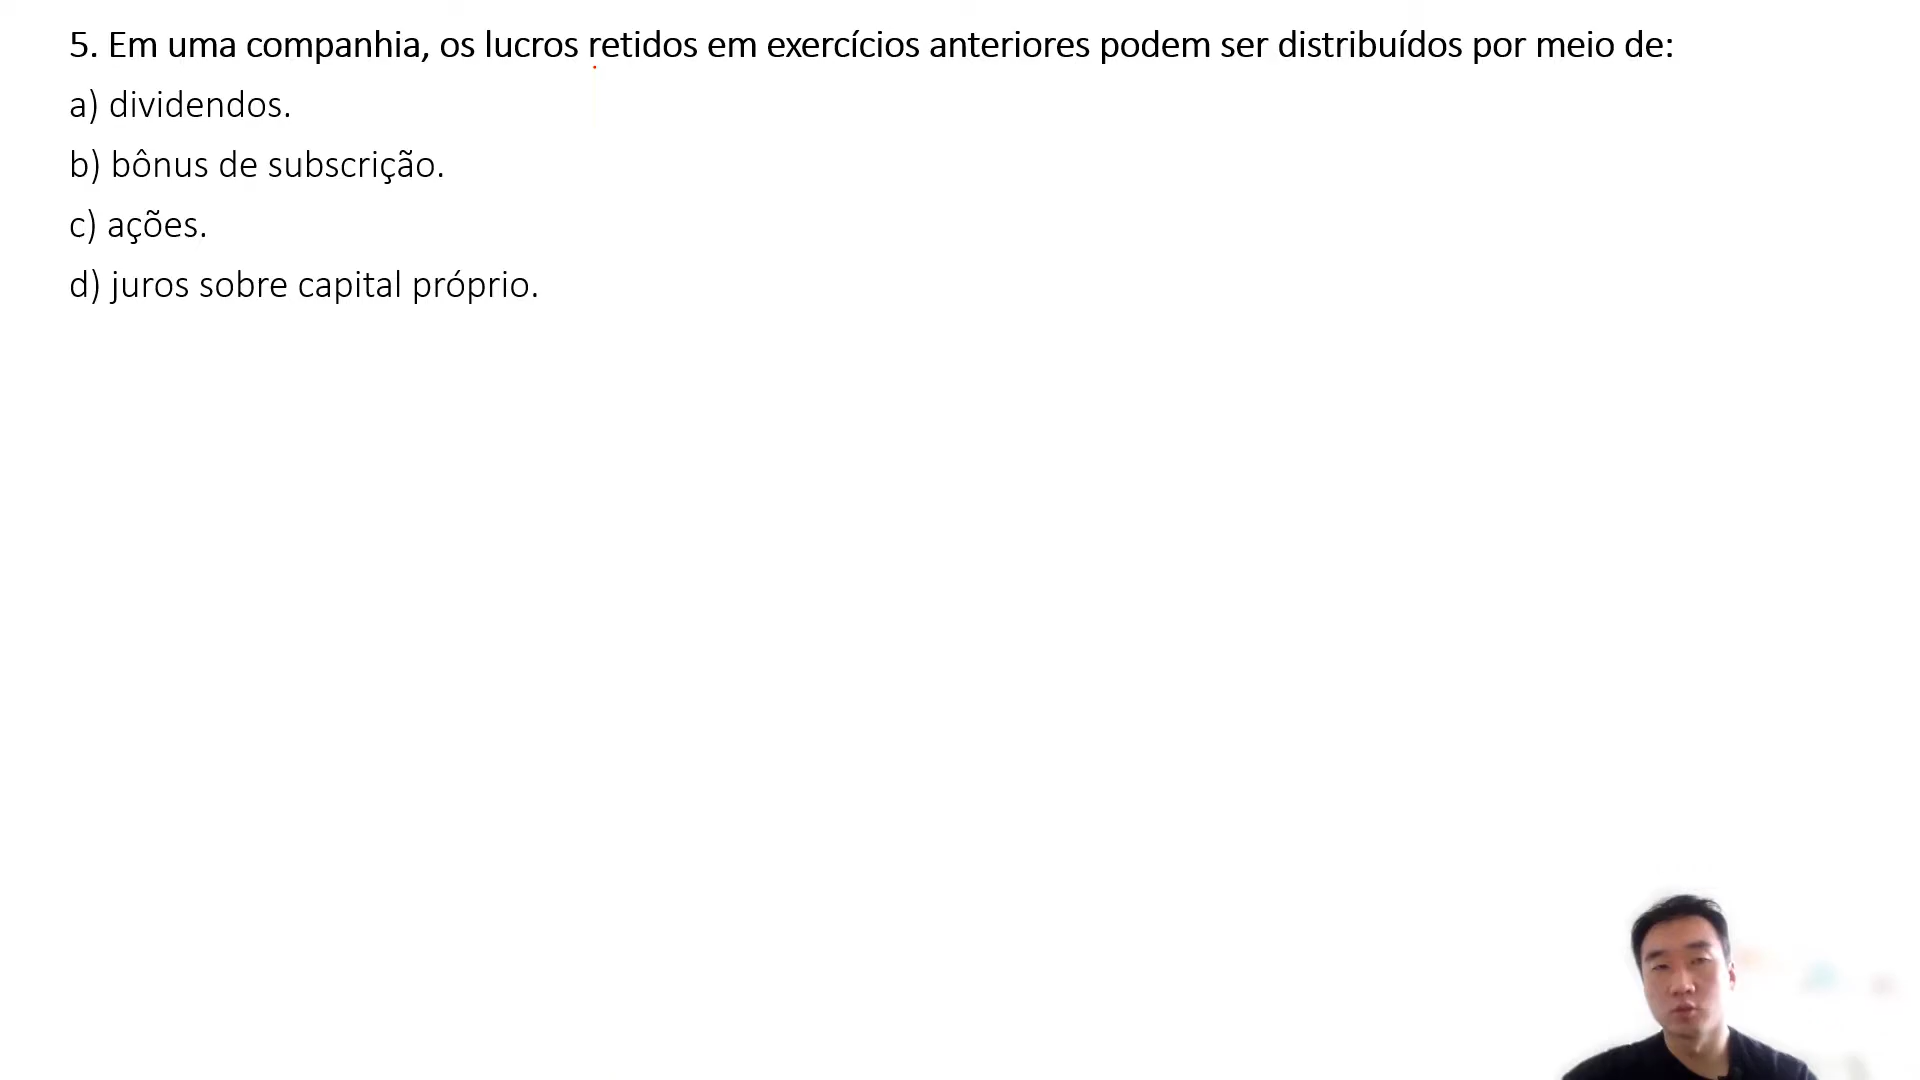 5. Em uma companhia, os lucros retidos em exercícios anteriores podem ser distribuídos por meio de:
a) dividendos.
b) bônus de subscrição.
c) ações.
d) juros sobre capital próprio.